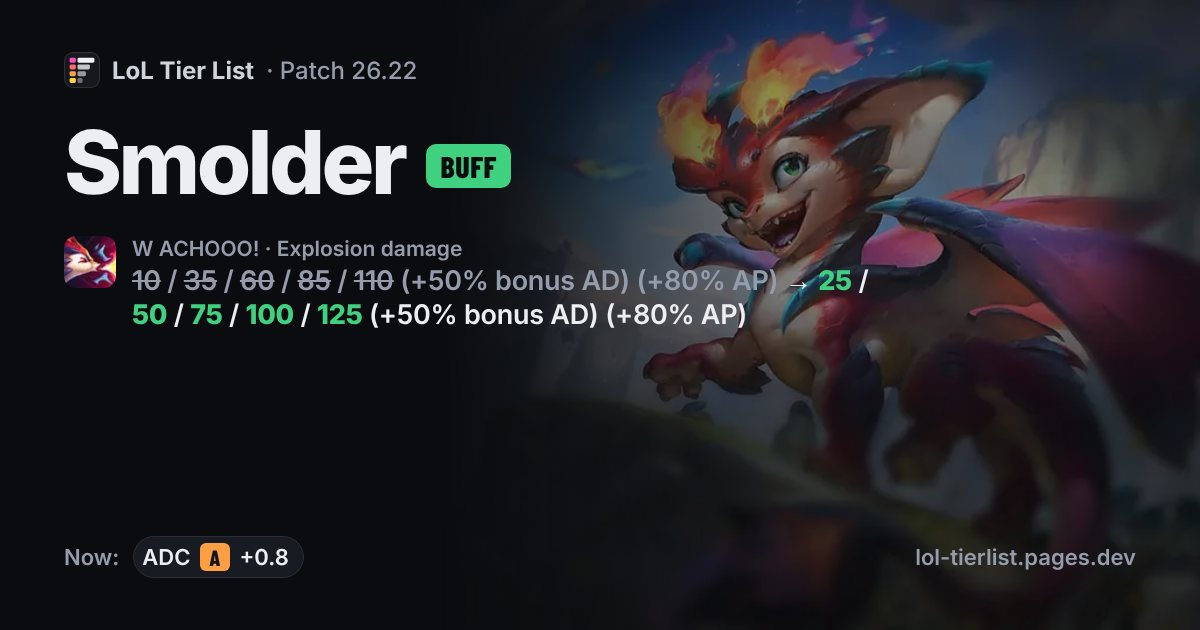 LoL Tier List · Patch 26.22
Smolder BUFF
W ACHOOO! · Explosion damage
10 / 35 / 60 / 85 / 110 (+50% bonus AD) (+80% AP) → 25 /
50 / 75 / 100 / 125 (+50% bonus AD) (+80% AP)
Now: ADC A +0.8
lol-tierlist.pages.dev